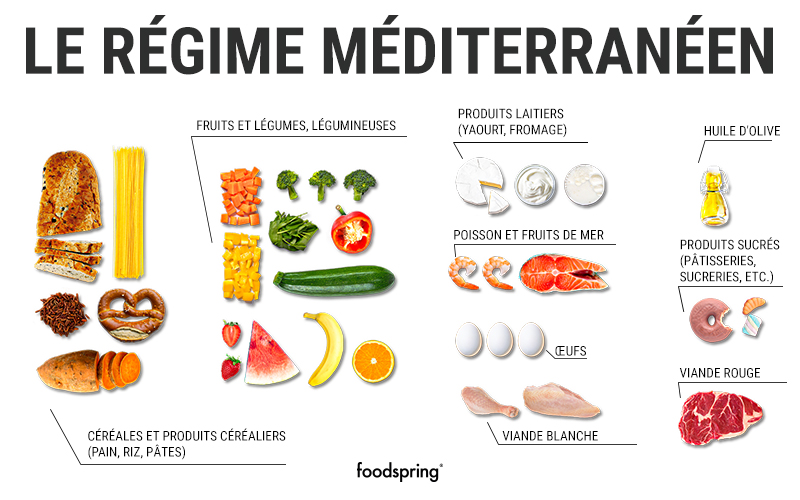 LE RÉGIME MÉDITERRANÉEN
FRUITS ET LÉGUMES, LÉGUMINEUSES
PRODUITS LAITIERS
(YAOURT, FROMAGE)
HUILE D'OLIVE
POISSON ET FRUITS DE MER
PRODUITS SUCRÉS
(PÂTISSERIES,
SUCRERIES, ETC.)
ŒUFS
VIANDE ROUGE
CÉRÉALES ET PRODUITS CÉRÉALIERS
(PAIN, RIZ, PÂTES)
VIANDE BLANCHE
foodspring®